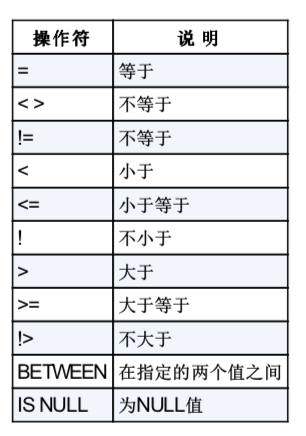 操作符 说 明
= 等于
< > 不等于
!= 不等于
< 小于
<= 小于等于
! 不小于
> 大于
>= 大于等于
!> 不大于
BETWEEN 在指定的两个值之间
IS NULL 为NULL值